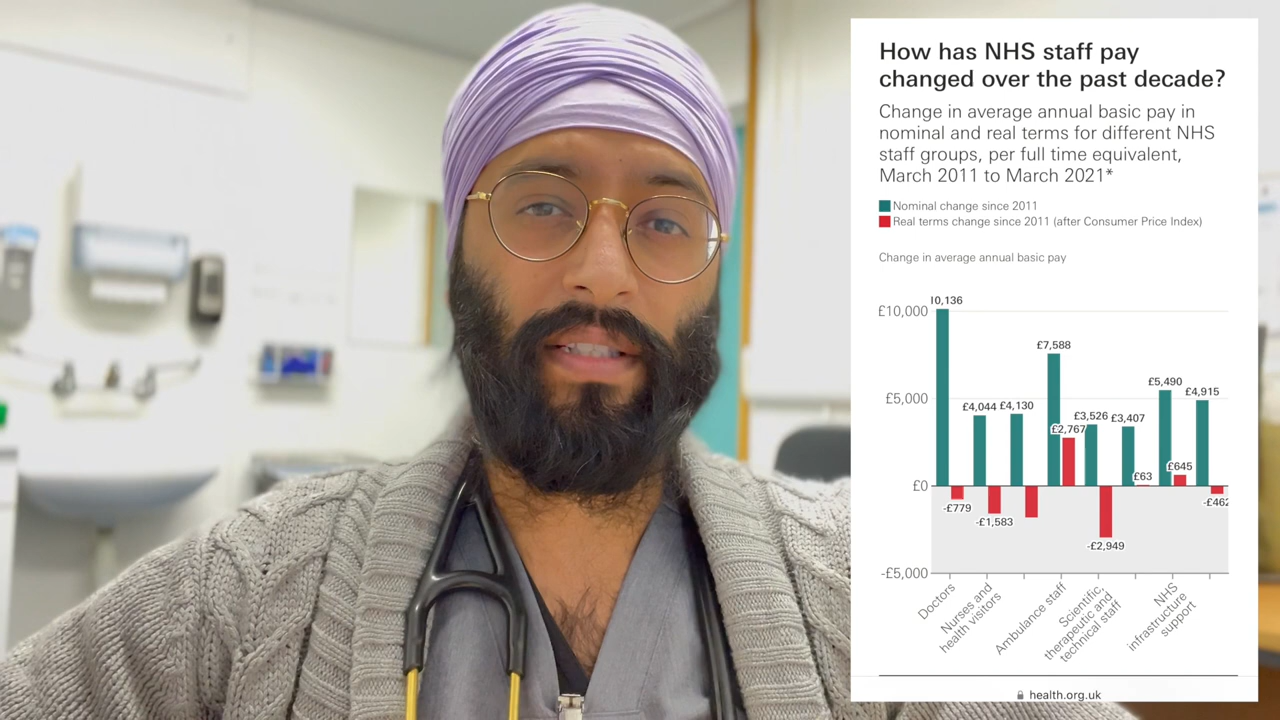 How has NHS staff pay
changed over the past decade?
Change in average annual basic pay in
nominal and real terms for different NHS
staff groups, per full time equivalent,
March 2011 to March 2021*
Nominal change since 2011
Real terms change since 2011 (after Consumer Price Index)
Change in average annual basic pay
£10,000
£5,000
£0
-£5,000
10,136
-£779
£4,044
-£1,583
£4,130
£7,588
£2,767
£3,526
-£2,949
£3,407
£63
£5,490
£645
£4,915
-£462
Doctors
Nurses and
health visitors
Ambulance staff
Scientific,
therapeutic and
technical staff
NHS
infrastructure
support
health.org.uk